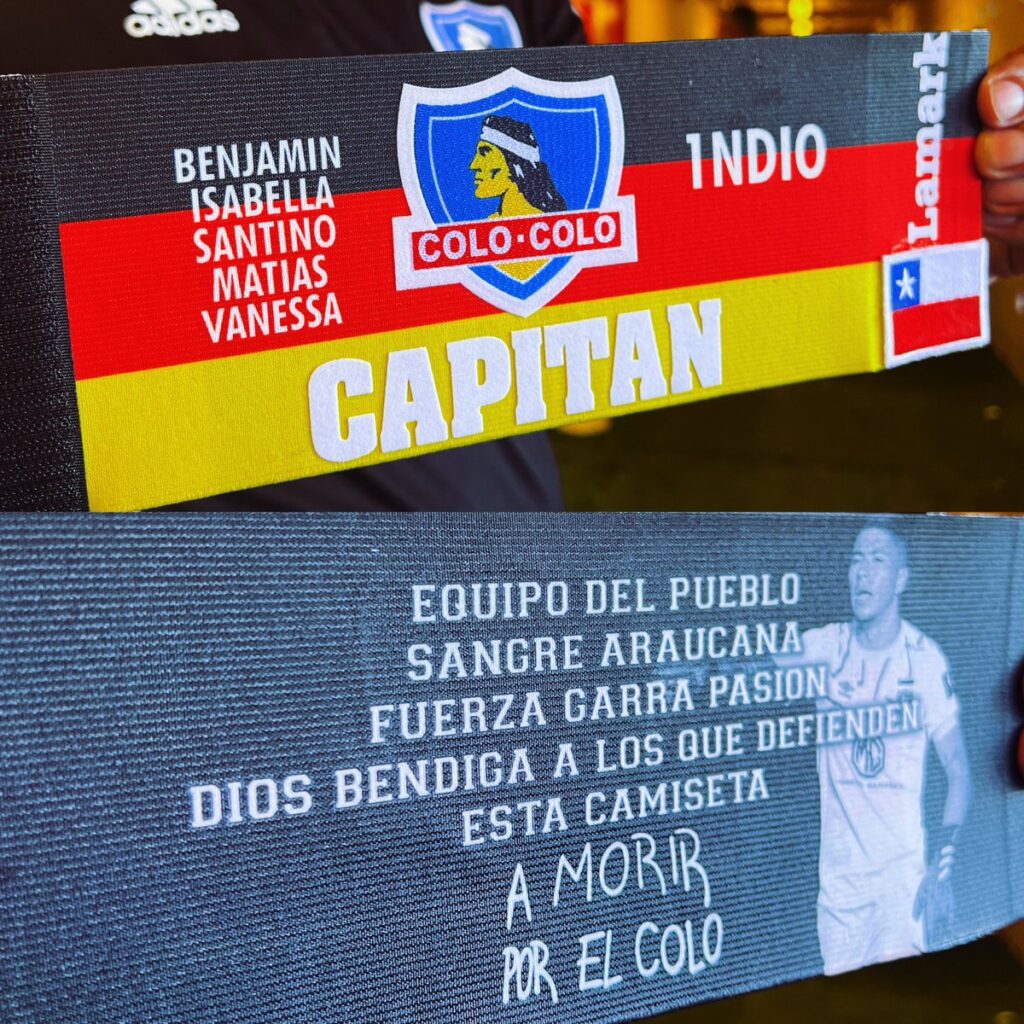 adidas
BENJAMIN
ISABELLA
SANTINO
MATIAS
VANESSA
COLO·COLO
1NDIO
Lamark
CAPITAN
EQUIPO DEL PUEBLO
SANGRE ARAUCANA
FUERZA GARRA PASION
DIOS BENDIGA A LOS QUE DEFIENDEN
ESTA CAMISETA
A MORIR
POR EL COLO
MG